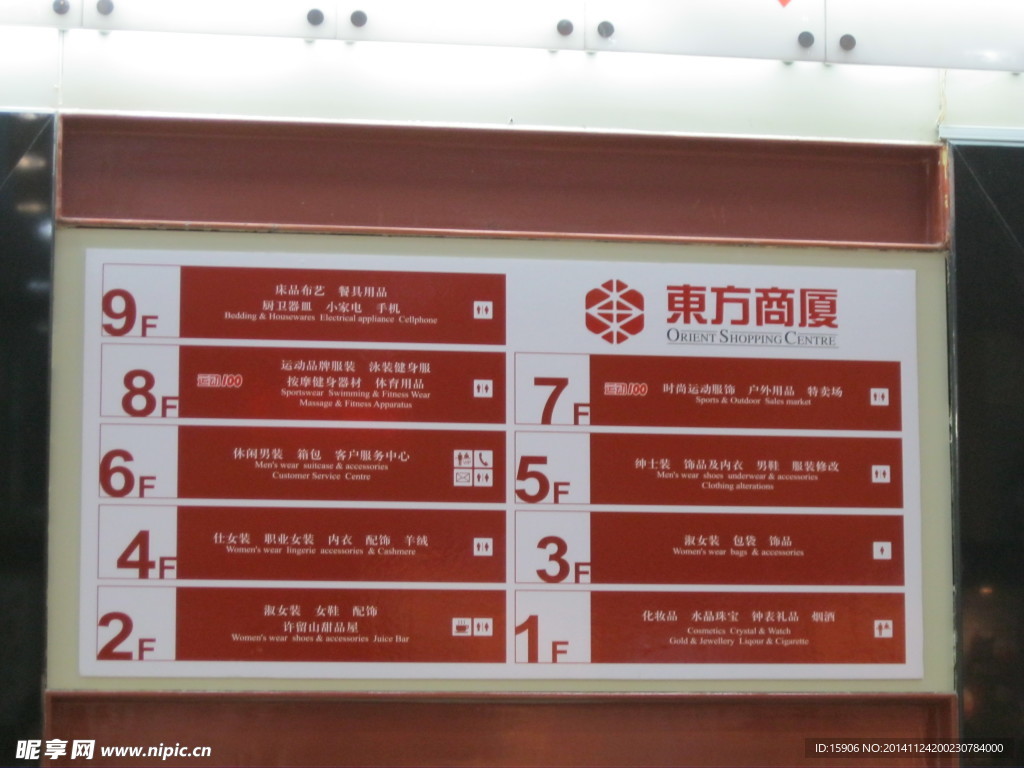 東方商厦
ORIENT SHOPPING CENTRE
9F
床品布艺 餐具用品
厨卫器皿 小家电 手机
Bedding & Housewares Electrical appliance Cellphone
8F
运动100
运动品牌服装 泳装健身服
按摩健身器材 体育用品
Sportswear Swimming & Fitness Wear
Massage & Fitness Apparatus
7F
运动100
时尚运动服饰 户外用品 特卖场
Sports & Outdoor Sales market
6F
休闲男装 箱包 客户服务中心
Men's wear suitcase & accessories
Customer Service Centre
5F
绅士装 饰品及内衣 男鞋 服装修改
Men's wear shoes underwear & accessories
Clothing alterations
4F
仕女装 职业女装 内衣 配饰 羊绒
Women's wear lingerie accessories & Cashmere
3F
淑女装 包袋 饰品
Women's wear bags & accessories
2F
淑女装 女鞋 配饰
许留山甜品屋
Women's wear shoes & accessories Juice Bar
1F
化妆品 水晶珠宝 钟表礼品 烟酒
Cosmetics Crystal & Watch
Gold & Jewellery Liqour & Cigarette
昵享网 www.nipic.cn
ID:15906 NO:20141124200230784000